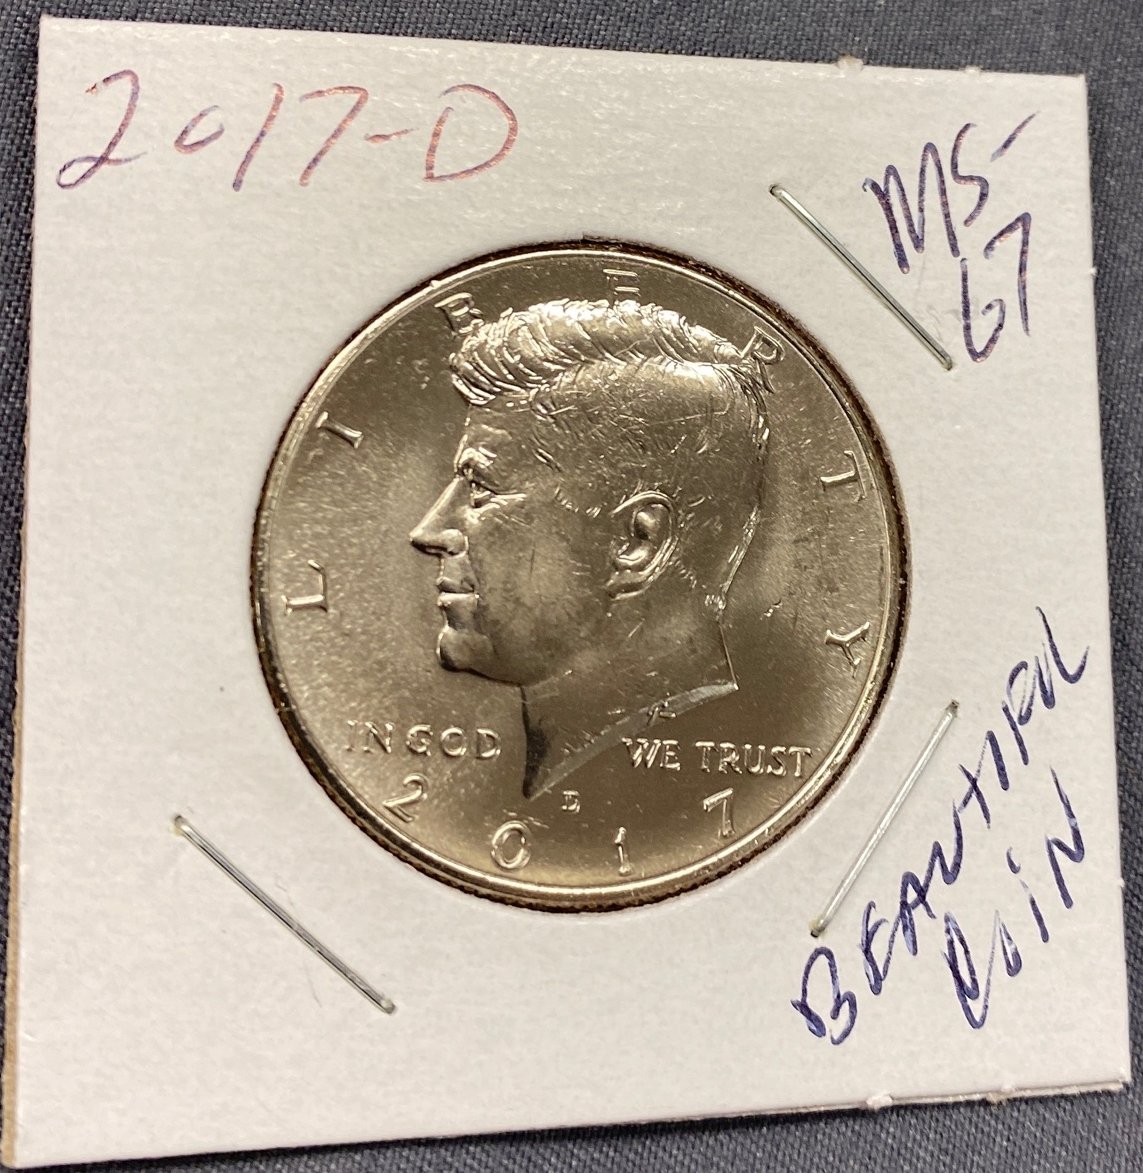 2017-D
MS-
67
LIBERTY
IN GOD WE TRUST
D
2017
BEAUTIFUL
COIN